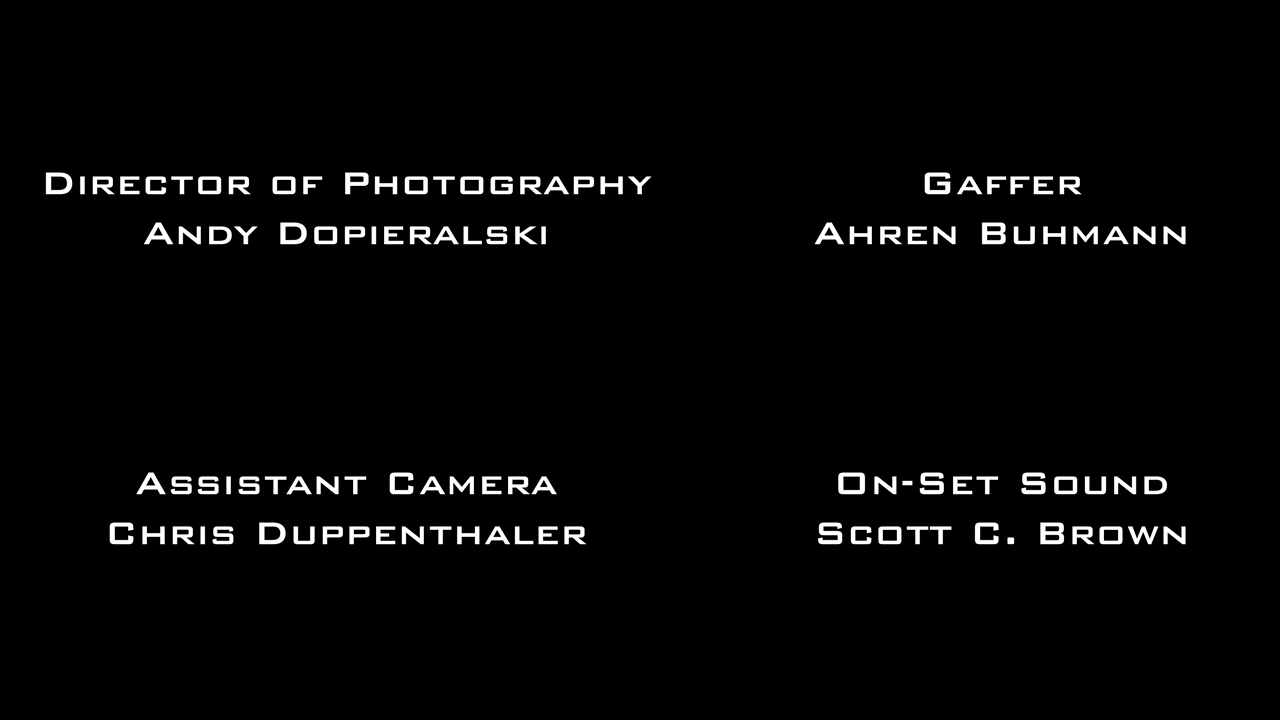 Director of Photography
Andy Dopieralski
Gaffer
Ahren Buhmann
Assistant Camera
Chris Duppenthaler
On-Set Sound
Scott C. Brown